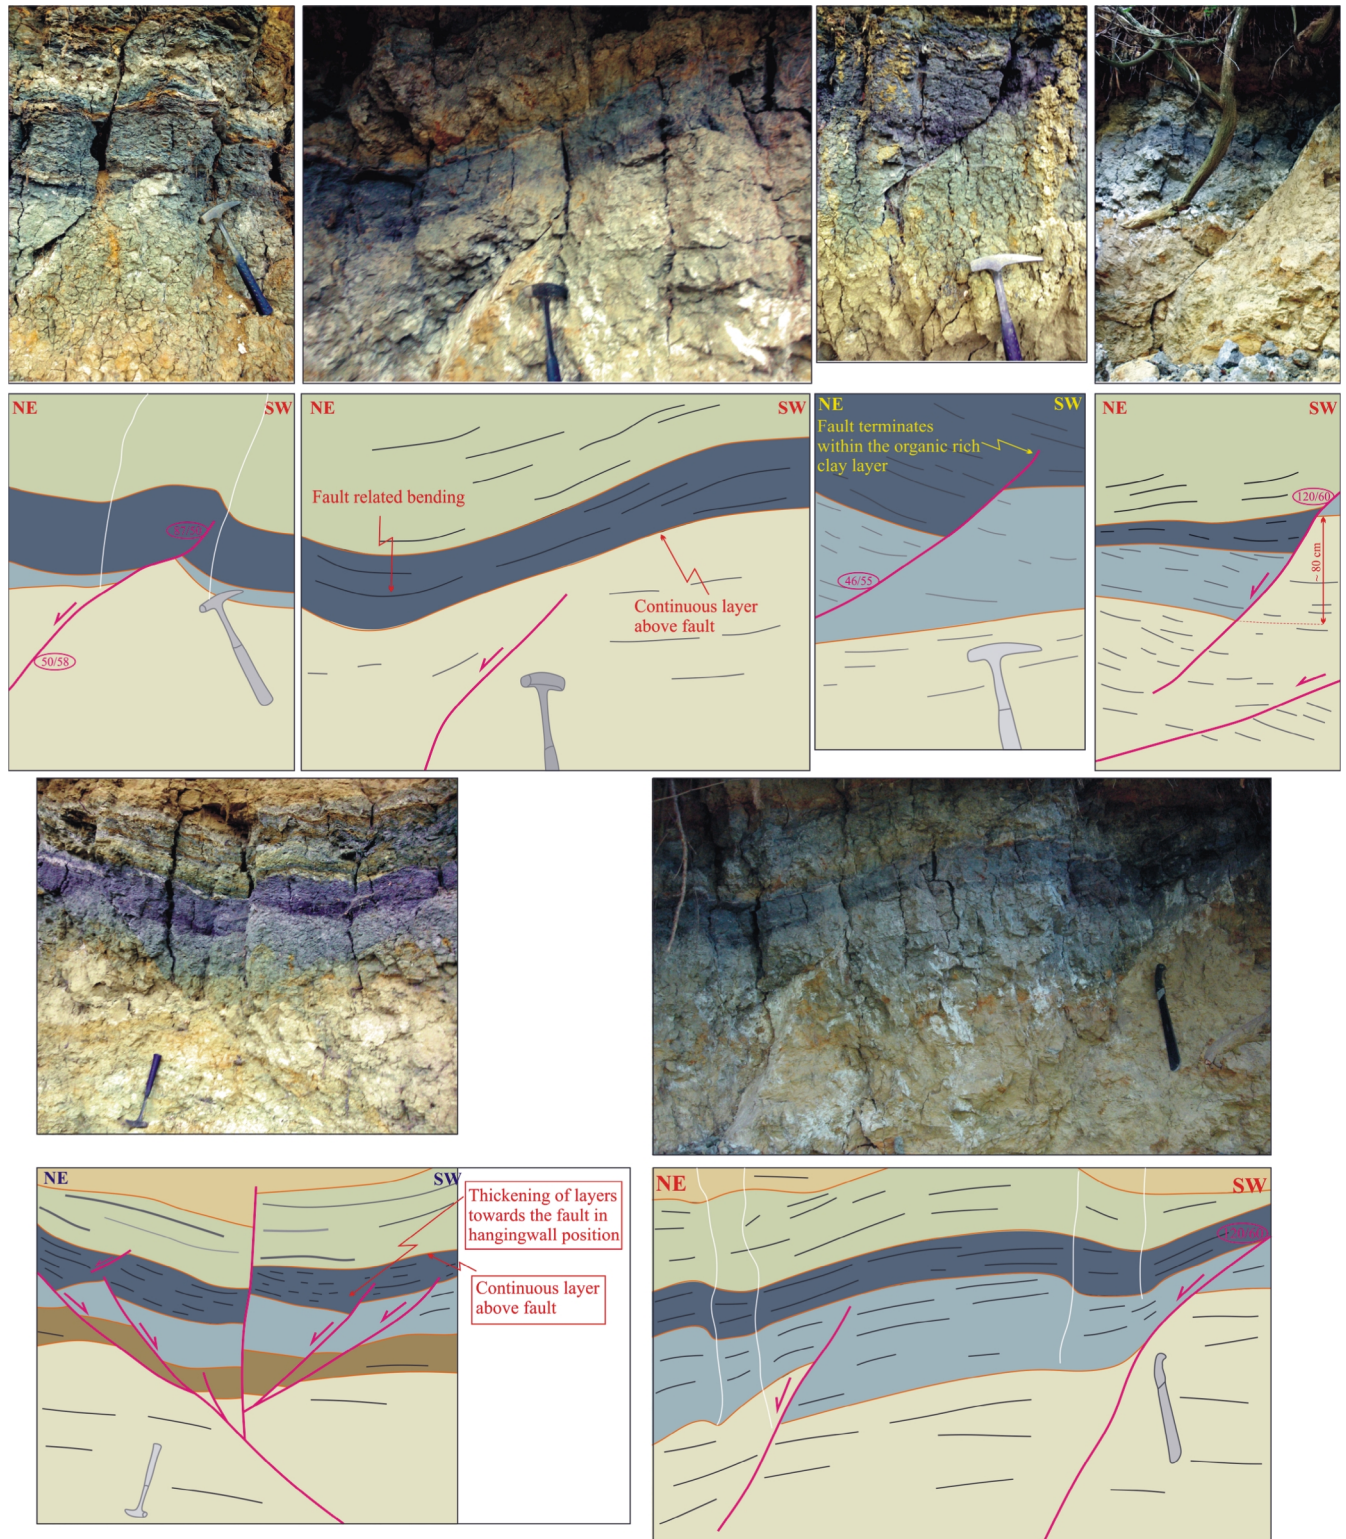 NE
SW
87/50
50/58
NE
SW
Fault related bending
Continuous layer
above fault
NE
SW
Fault terminates
within the organic rich
clay layer
46/55
NE
SW
120/60
~ 80 cm
NE
SW
Thickening of layers
towards the fault in
hangingwall position
Continuous layer
above fault
NE
SW
120/60